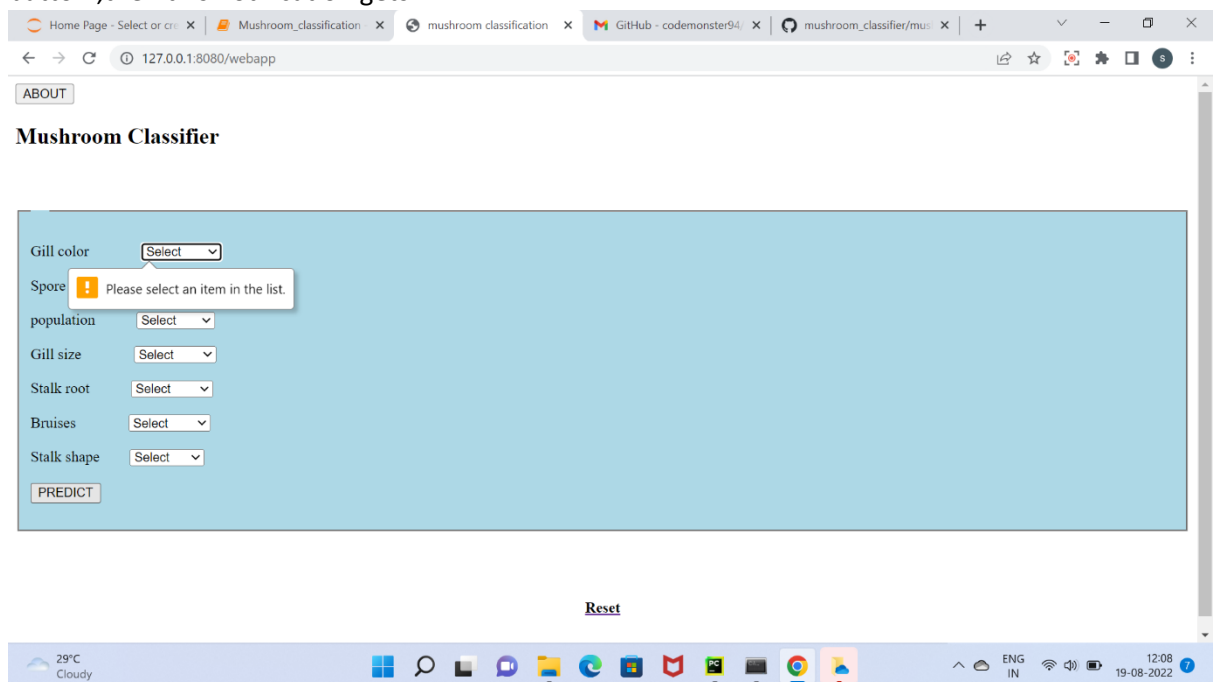 Home Page - Select or cre
Mushroom_classification -
mushroom classification
GitHub - codemonster94/
mushroom_classifier/mus
127.0.0.1:8080/webapp
S
ABOUT
Mushroom Classifier
Gill color Select
Spore
Please select an item in the list.
population Select
Gill size Select
Stalk root Select
Bruises Select
Stalk shape Select
PREDICT
Reset
29°C
Cloudy
ENG
IN
12:08
19-08-2022
7